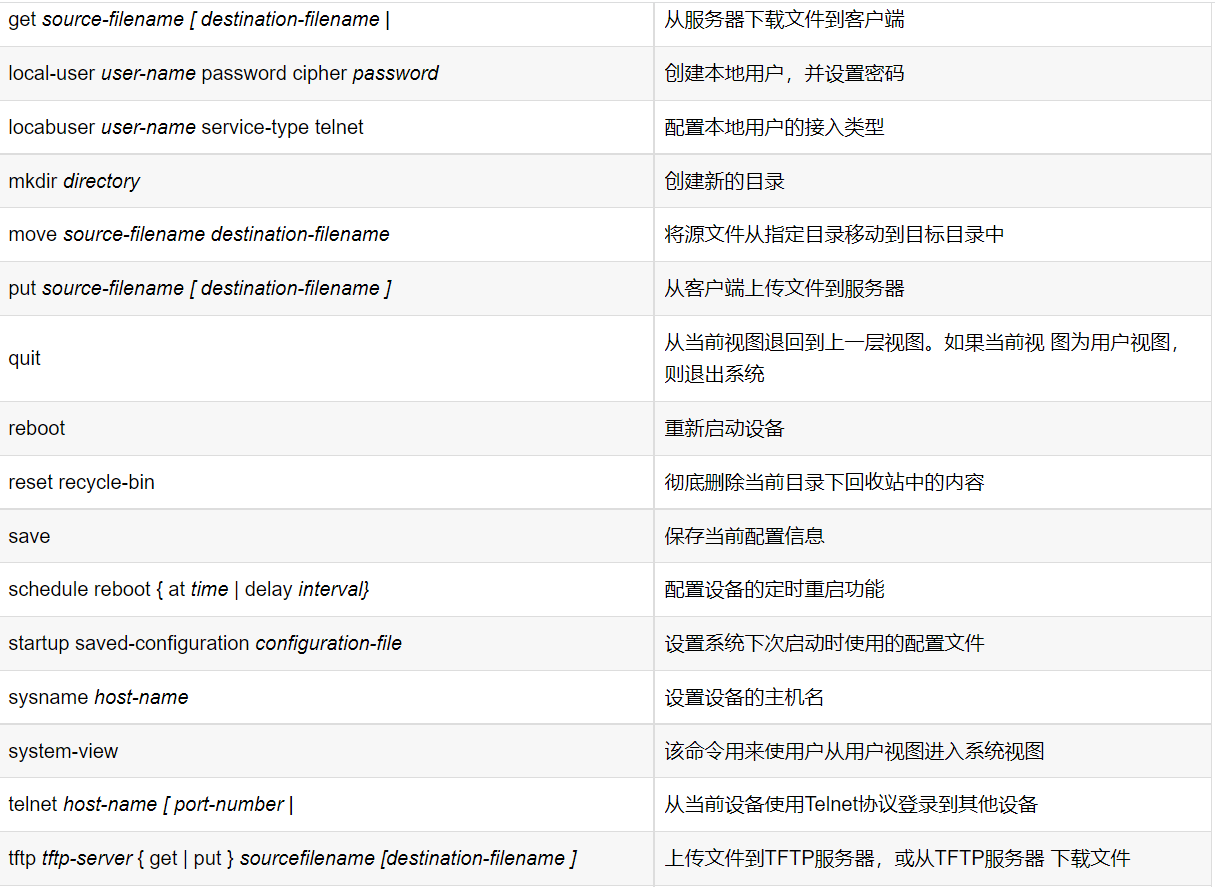 get source-filename [ destination-filename |
从服务器下载文件到客户端
local-user user-name password cipher password
创建本地用户，并设置密码
locabuser user-name service-type telnet
配置本地用户的接入类型
mkdir directory
创建新的目录
move source-filename destination-filename
将源文件从指定目录移动到目标目录中
put source-filename [ destination-filename ]
从客户端上传文件到服务器
quit
从当前视图退回到上一层视图。如果当前视 图为用户视图，
则退出系统
reboot
重新启动设备
reset recycle-bin
彻底删除当前目录下回收站中的内容
save
保存当前配置信息
schedule reboot { at time | delay interval}
配置设备的定时重启功能
startup saved-configuration configuration-file
设置系统下次启动时使用的配置文件
sysname host-name
设置设备的主机名
system-view
该命令用来使用户从用户视图进入系统视图
telnet host-name [ port-number |
从当前设备使用Telnet协议登录到其他设备
tftp tftp-server { get | put } sourcefilename [destination-filename ]
上传文件到TFTP服务器，或从TFTP服务器 下载文件